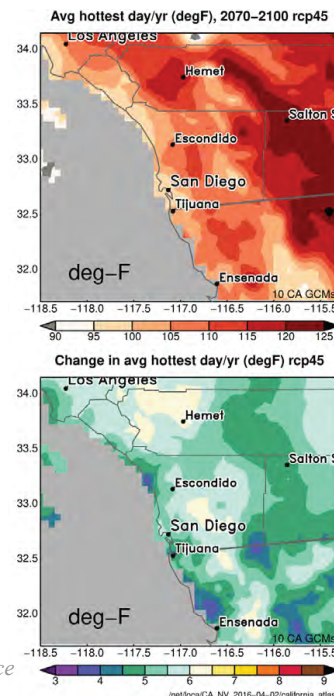 Avg hottest day/yr (degF), 2070-2100 rcp45
34.0
Los Angeles
Hemet
33.5
Salton S
Escondido
33.0
San Diego
Tijuana
32.5
32.0
deg-F
Ensenada
10 CA GCMs
-118.5 -118.0 -117.5 -117.0 -116.5 -116.0 -115.5
90 95 100 105 110 115 120 125
Change in avg hottest day/yr (degF) rcp45
34.0
Los Angeles
Hemet
33.5
Salton S
Escondido
33.0
San Diego
Tijuana
32.5
32.0
deg-F
Ensenada
10 CA GCMs
-118.5 -118.0 -117.5 -117.0 -116.5 -116.0 -115.5
3 4 5 6 7 8 9